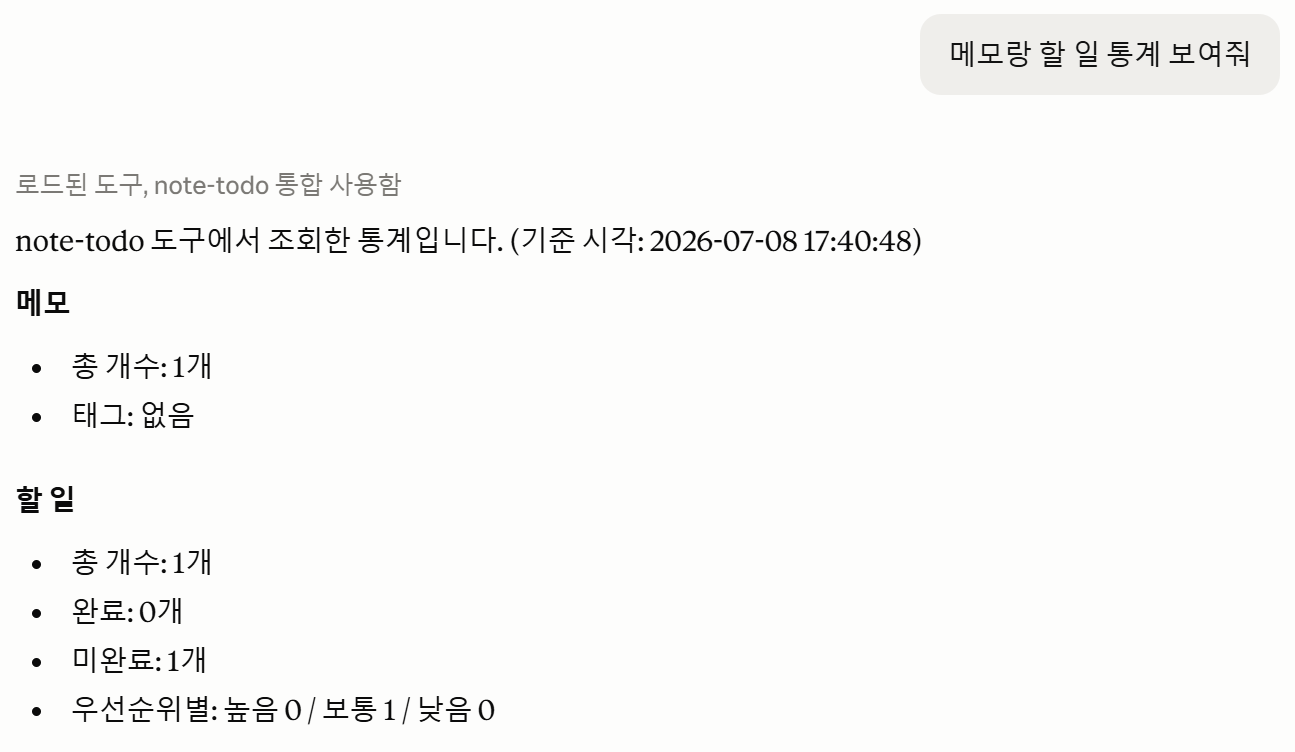 메모랑 할 일 통계 보여줘
로드된 도구, note-todo 통합 사용함
note-todo 도구에서 조회한 통계입니다. (기준 시각: 2026-07-08 17:40:48)
메모
• 총 개수: 1개
• 태그: 없음
할 일
• 총 개수: 1개
• 완료: 0개
• 미완료: 1개
• 우선순위별: 높음 0 / 보통 1 / 낮음 0